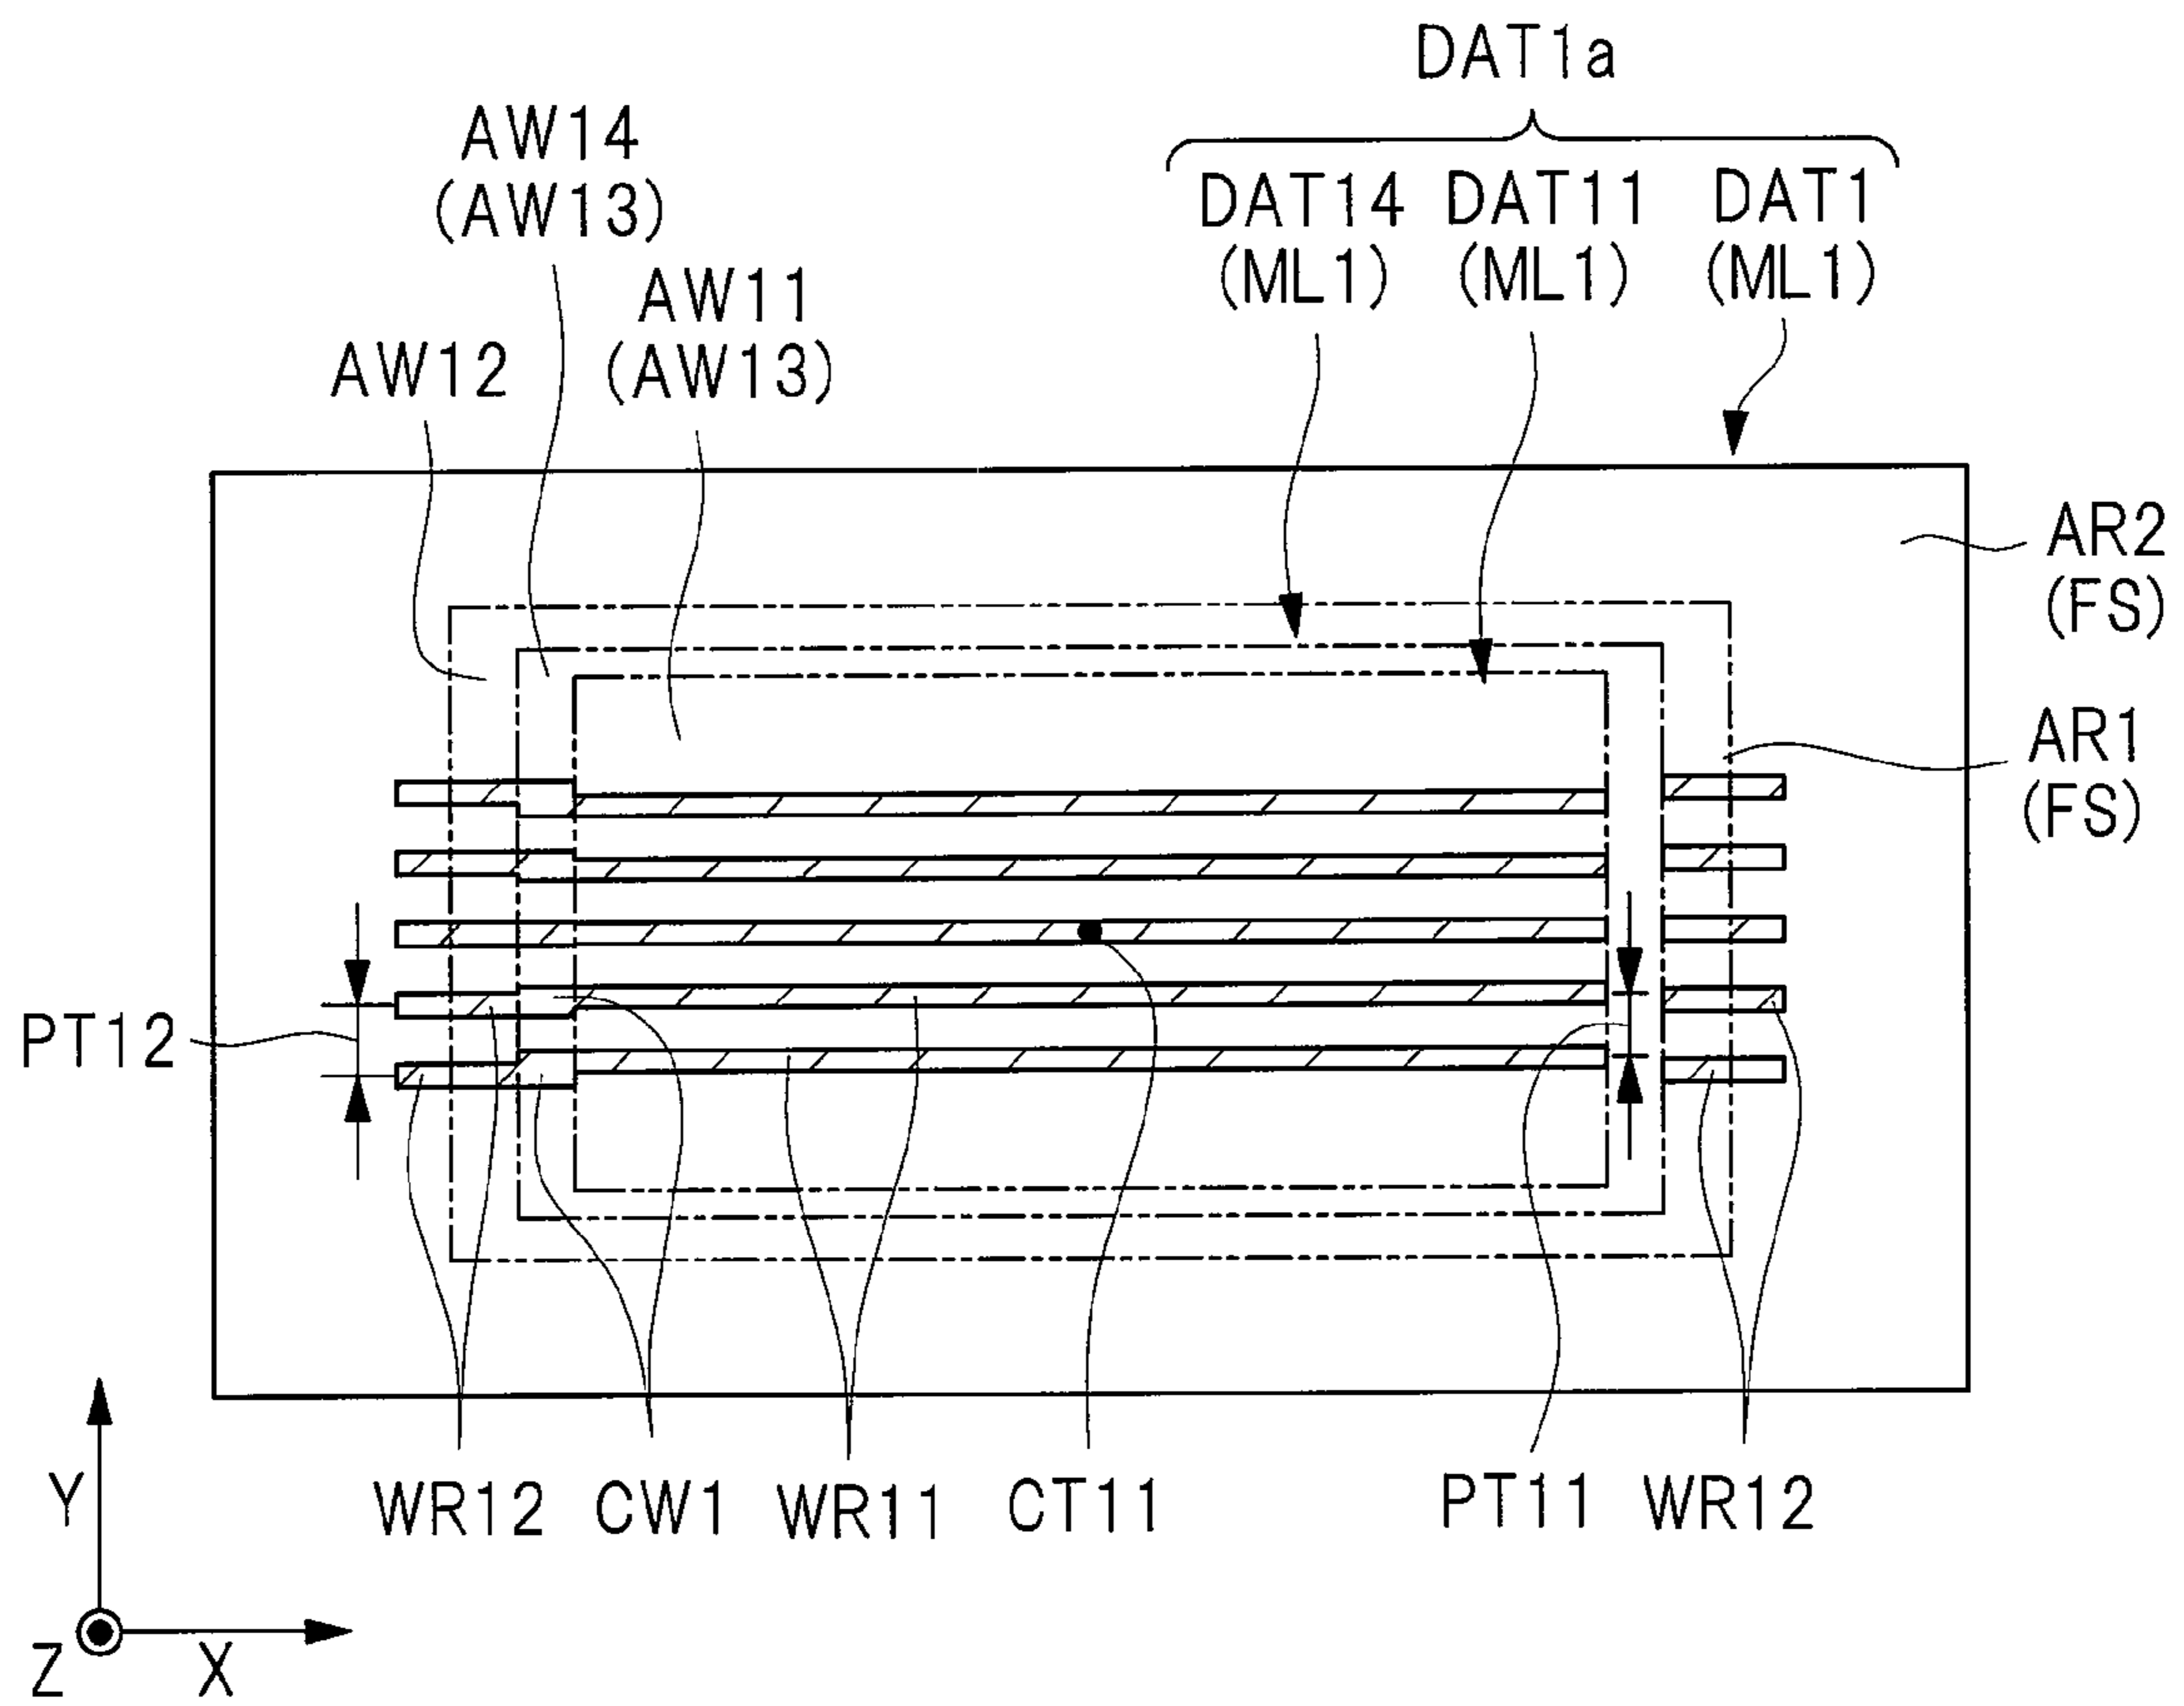 DAT1a
AW14
(AW13)
DAT14 DAT11 DAT1
(ML1) (ML1) (ML1)
AW11
(AW13)
AW12
AR2
(FS)
AR1
(FS)
PT12
WR12 CW1 WR11 CT11 PT11 WR12
Y
Z X